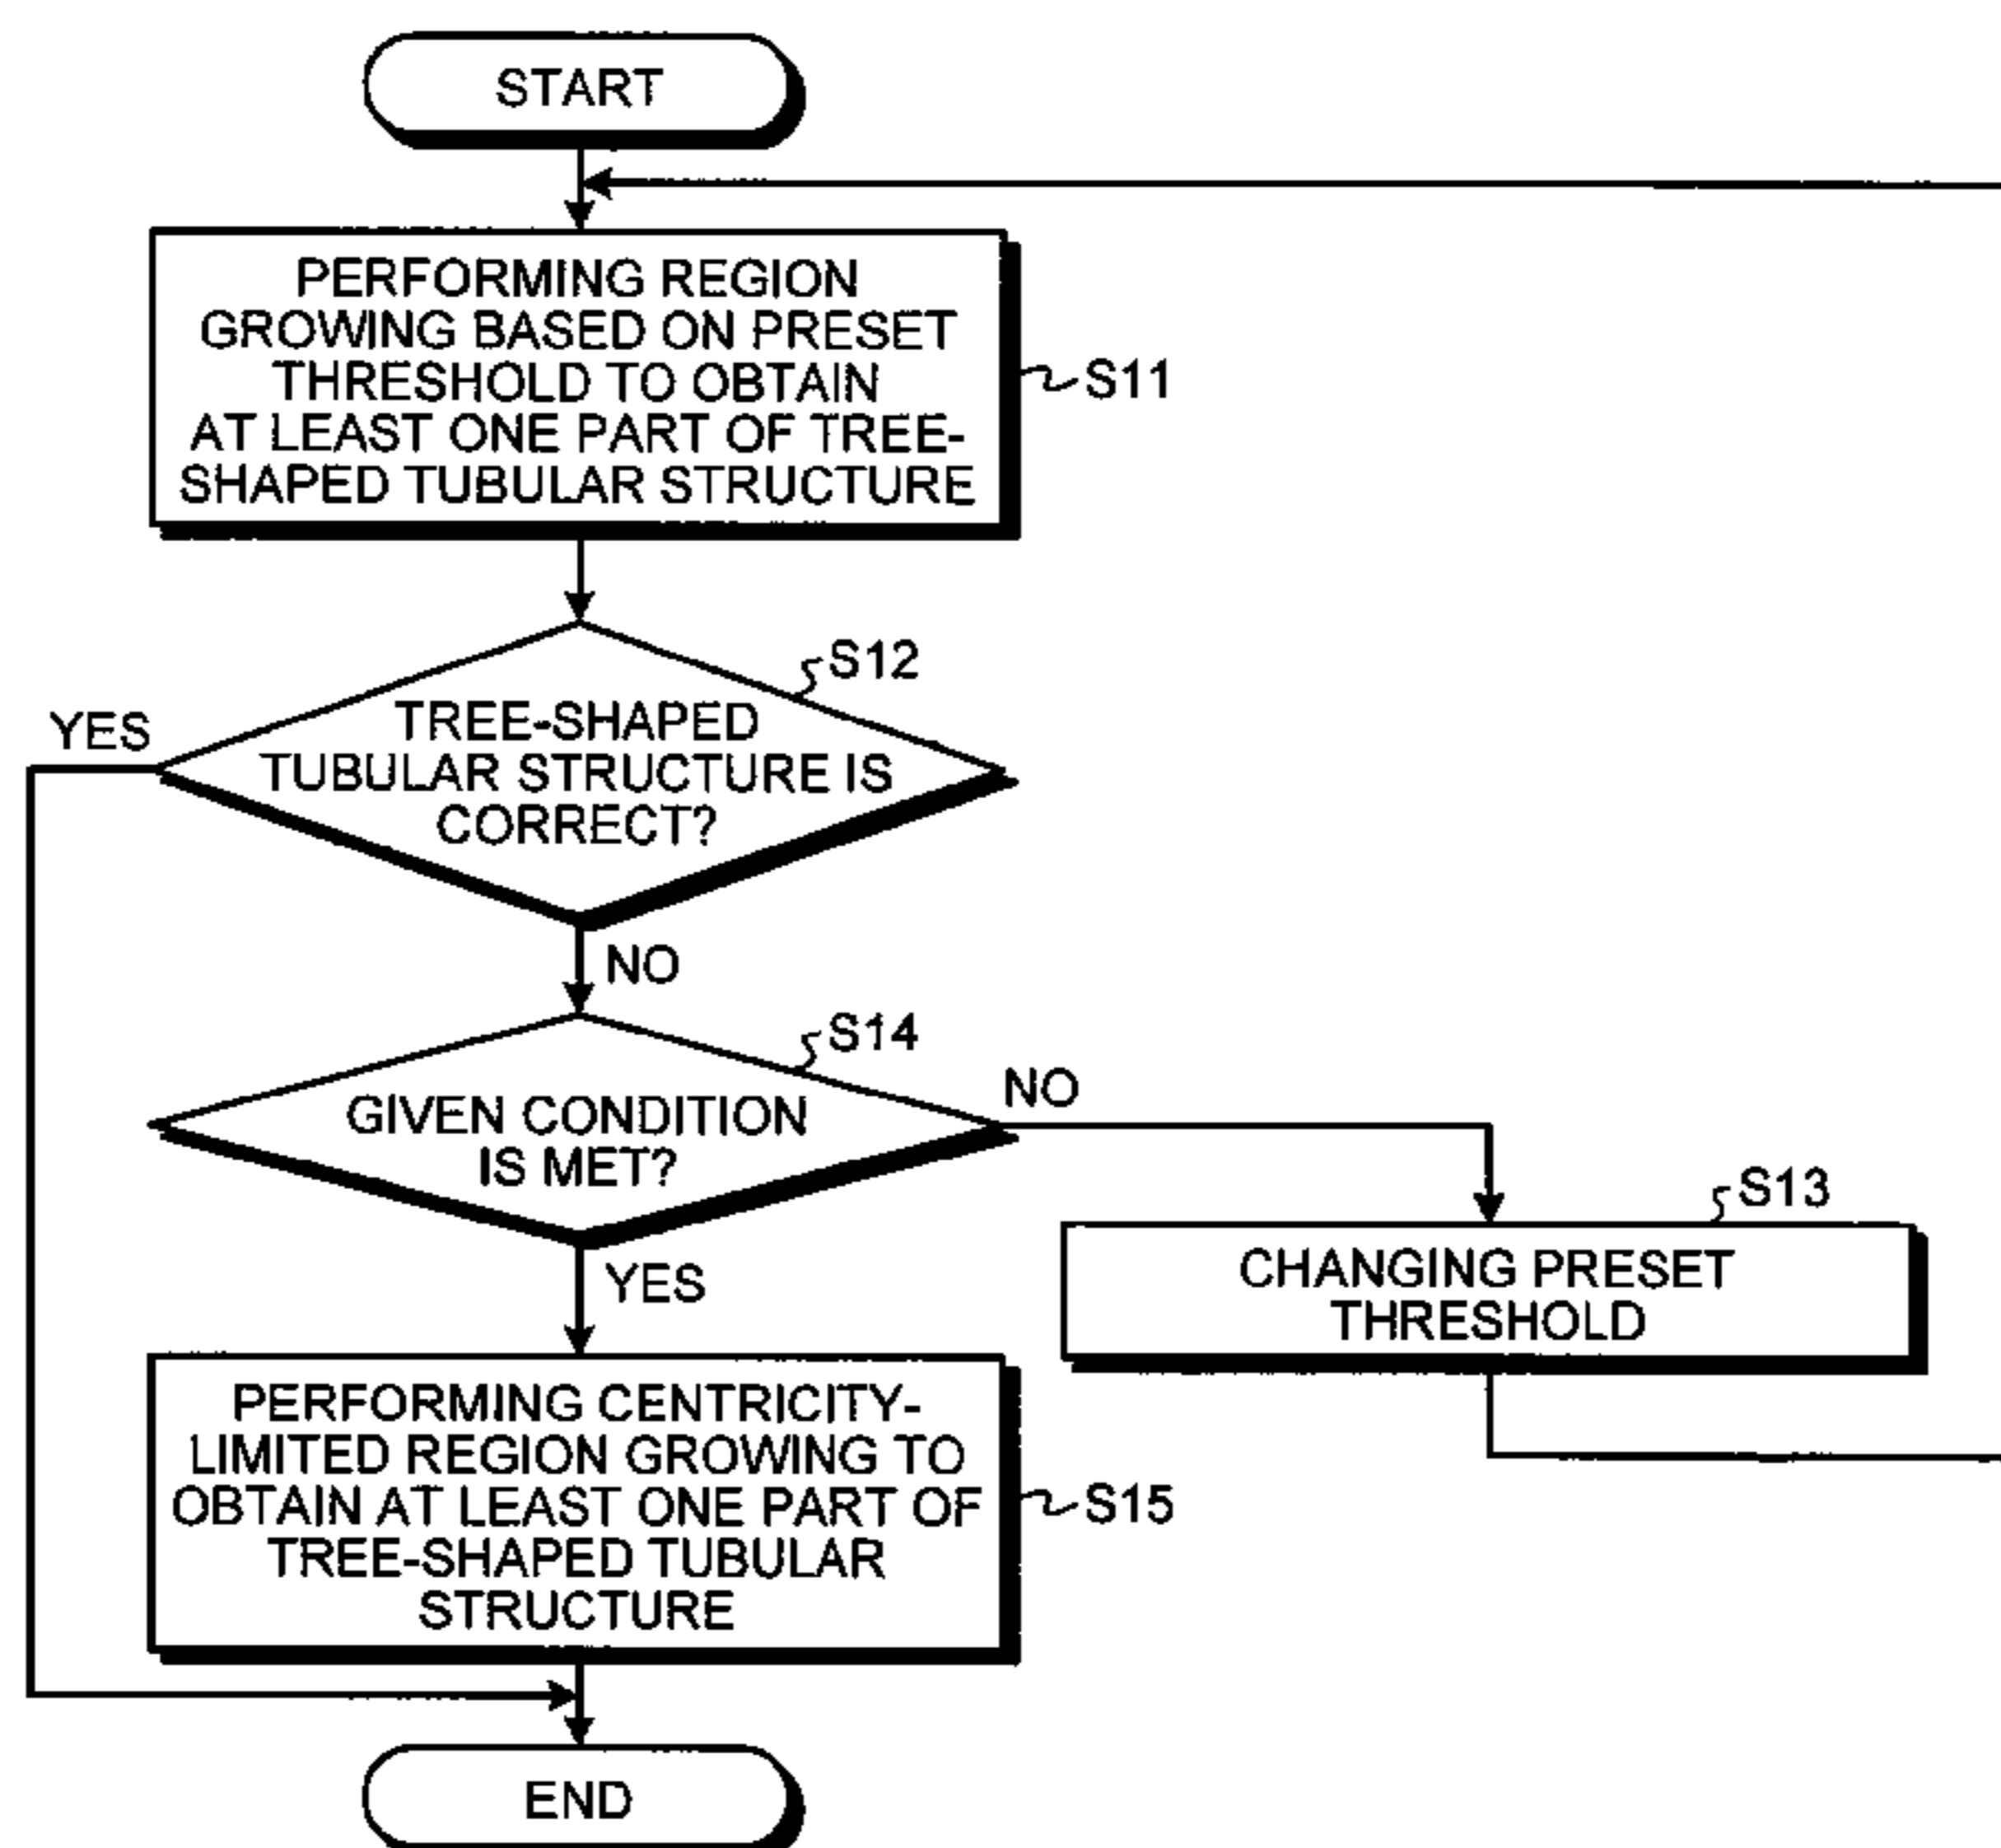 START
PERFORMING REGION
GROWING BASED ON PRESET
THRESHOLD TO OBTAIN
AT LEAST ONE PART OF TREE-
SHAPED TUBULAR STRUCTURE
S11
S12
YES
TREE-SHAPED
TUBULAR STRUCTURE IS
CORRECT?
NO
S14
NO
GIVEN CONDITION
IS MET?
S13
CHANGING PRESET
THRESHOLD
YES
PERFORMING CENTRICITY-
LIMITED REGION GROWING TO
OBTAIN AT LEAST ONE PART OF
TREE-SHAPED TUBULAR
STRUCTURE
S15
END